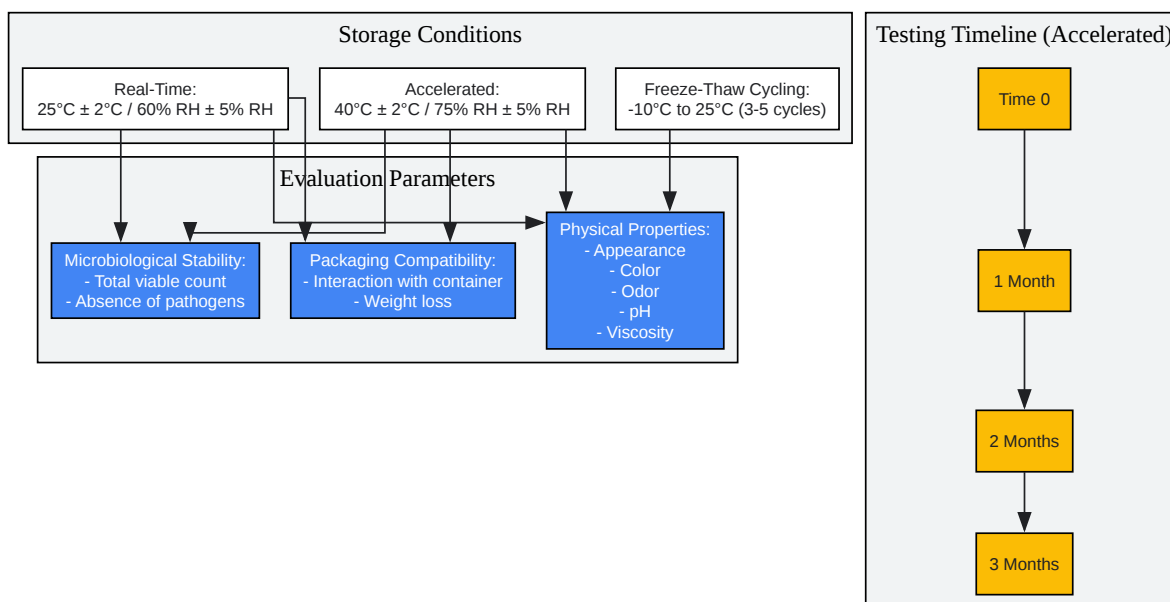 Storage Conditions
Real-Time:
25°C ± 2°C / 60% RH ± 5% RH
Accelerated:
40°C ± 2°C / 75% RH ± 5% RH
Freeze-Thaw Cycling:
-10°C to 25°C (3-5 cycles)
Evaluation Parameters
Microbiological Stability:
- Total viable count
- Absence of pathogens
Packaging Compatibility:
- Interaction with container
- Weight loss
Physical Properties:
- Appearance
- Color
- Odor
- pH
- Viscosity
Testing Timeline (Accelerated)
Time 0
1 Month
2 Months
3 Months